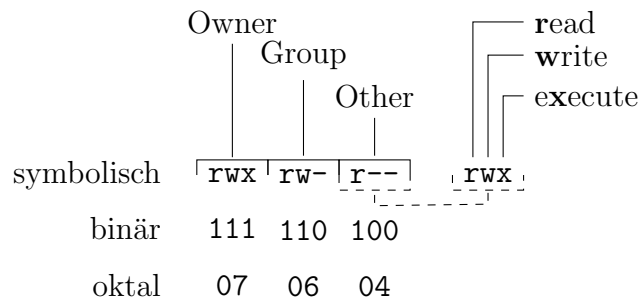 Owner
Group
Other
read
write
execute
symbolisch rwx rw- r-- rwx
binär 111 110 100
oktal 07 06 04